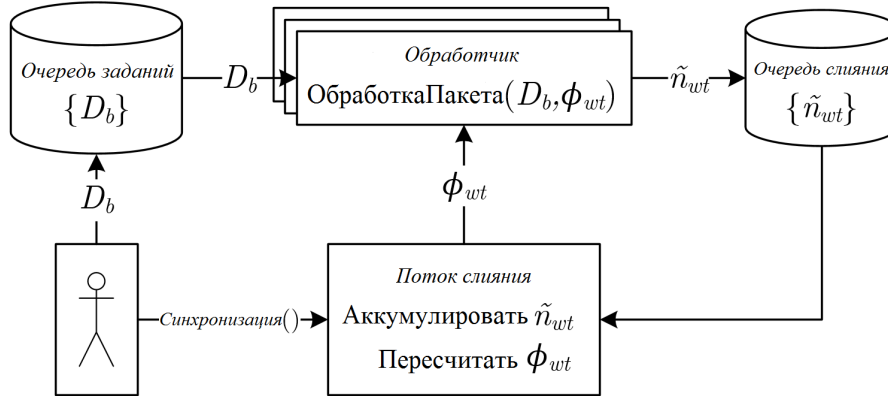 Очередь заданий
{D_b}
D_b
Обработчик
ОбработкаПакета(D_b,ϕ_wt)
ñ_wt
Очередь слияния
{ñ_wt}
D_b
ϕ_wt
Синхронизация()
Поток слияния
Аккумулировать ñ_wt
Пересчитать ϕ_wt